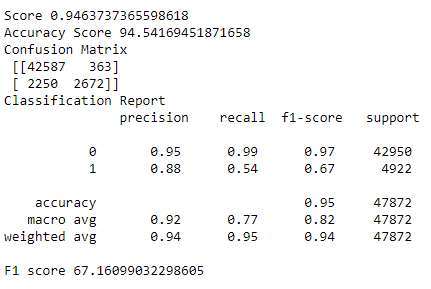 Score 0.9463737365598618
Accuracy Score 94.54169451871658
Confusion Matrix
[[42587 363]
[ 2250 2672]]
Classification Report
precision recall f1-score support
0 0.95 0.99 0.97 42950
1 0.88 0.54 0.67 4922
accuracy 0.95 47872
macro avg 0.92 0.77 0.82 47872
weighted avg 0.94 0.95 0.94 47872
F1 score 67.16099032298605